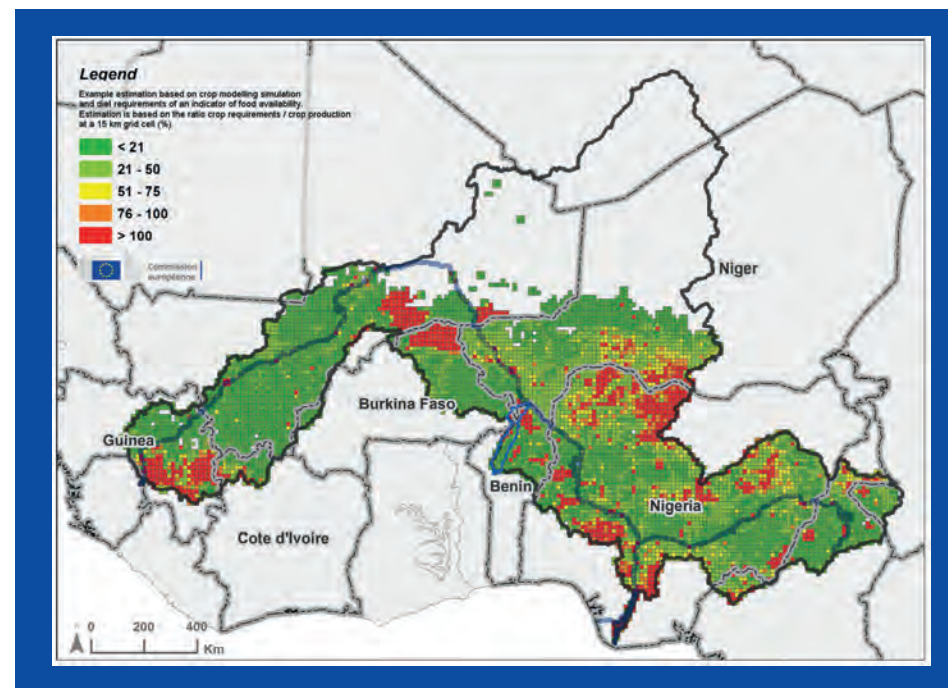 Legend
Example estimation based on crop modelling simulation
and diet requirements of an indicator of food availability.
Estimation is based on the ratio crop requirements / crop production
at a 15 km grid cell (%)
< 21
21 - 50
51 - 75
76 - 100
> 100
Commission
européenne
Niger
Burkina Faso
Guinea
Benin
Nigeria
Cote d'Ivoire
0 200 400
Km